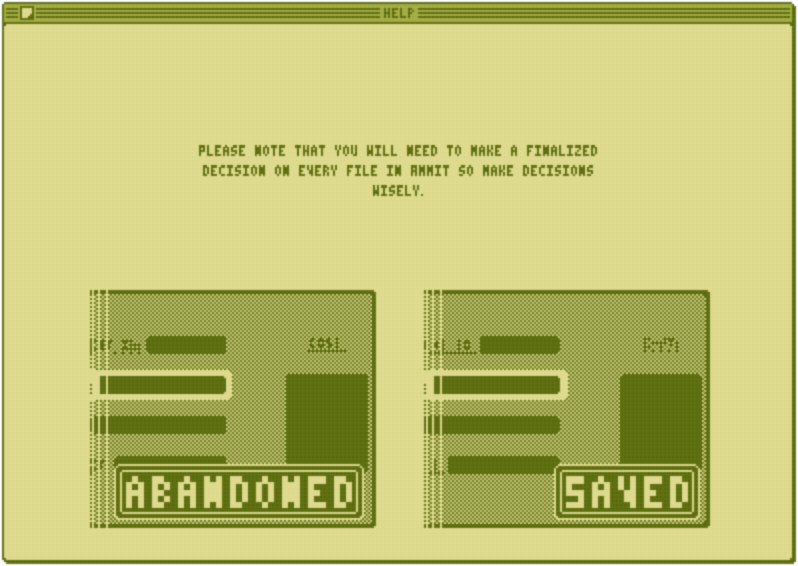 HELP
PLEASE NOTE THAT YOU WILL NEED TO MAKE A FINALIZED
DECISION ON EVERY FILE IN AMMIT SO MAKE DECISIONS
WISELY.
ABANDONED
SAVED